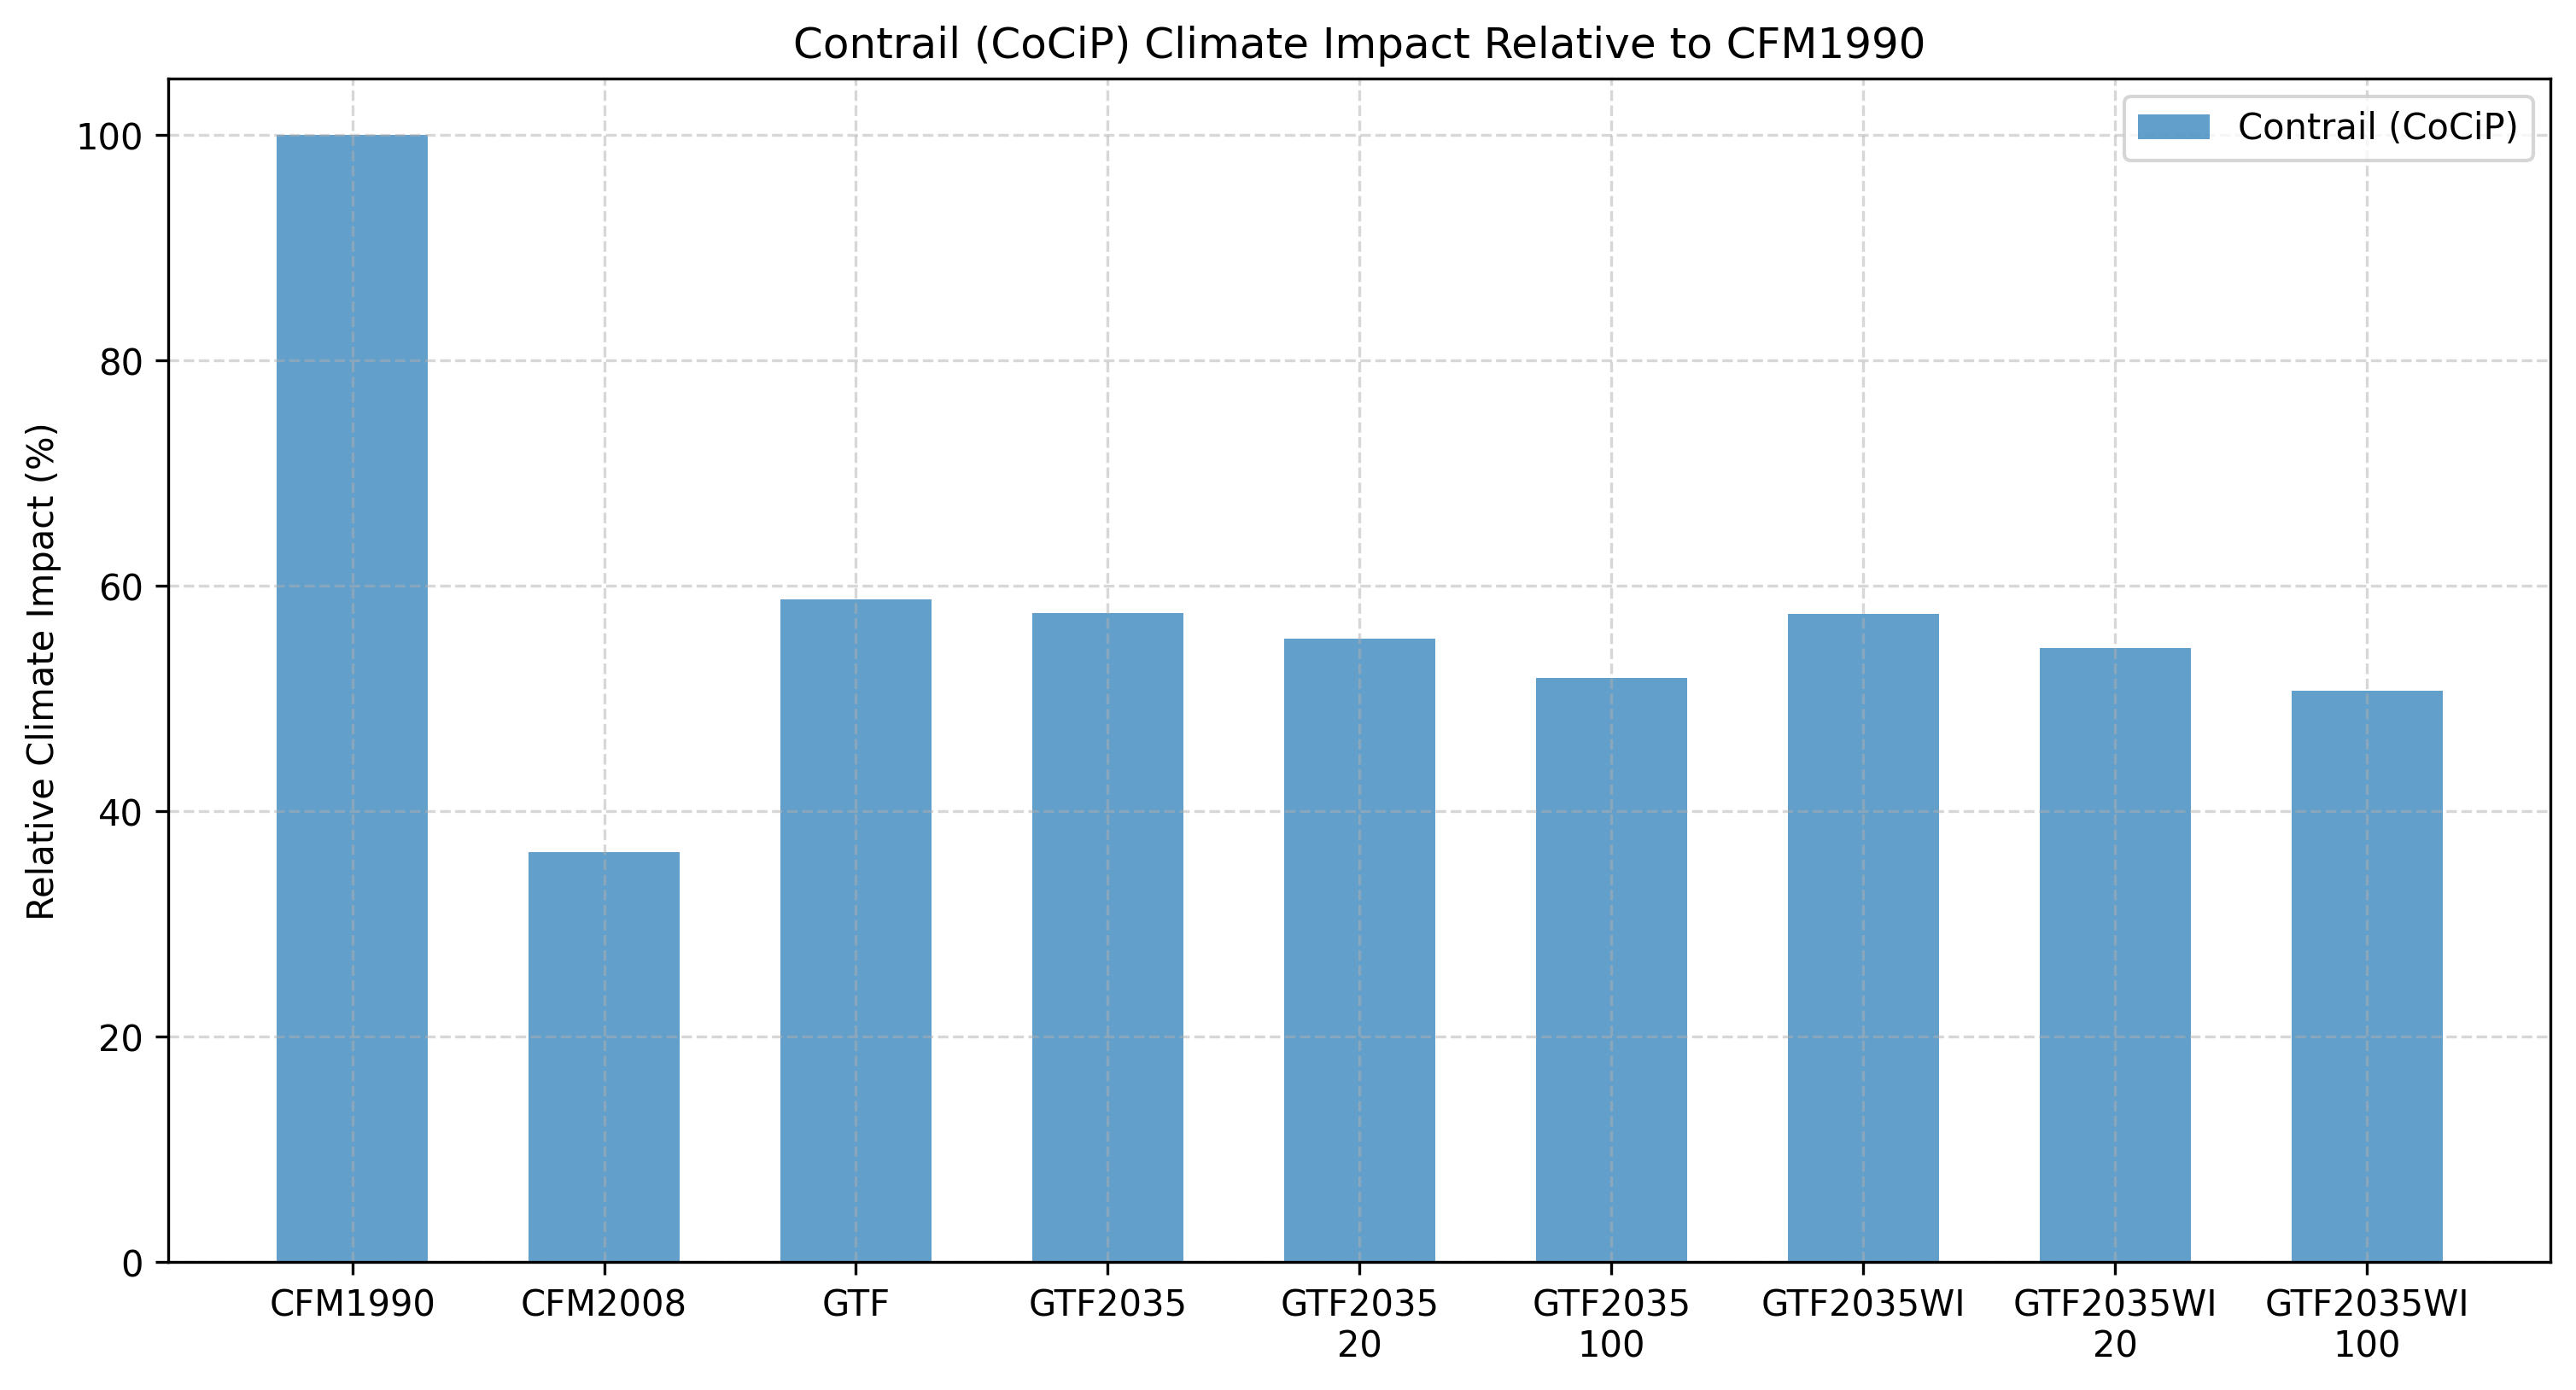 Contrail (CoCiP) Climate Impact Relative to CFM1990
Contrail (CoCiP)
Relative Climate Impact (%)
100
80
60
40
20
0
CFM1990 CFM2008 GTF GTF2035 GTF2035 GTF2035 GTF2035WI GTF2035WI GTF2035WI
20 100 20 100